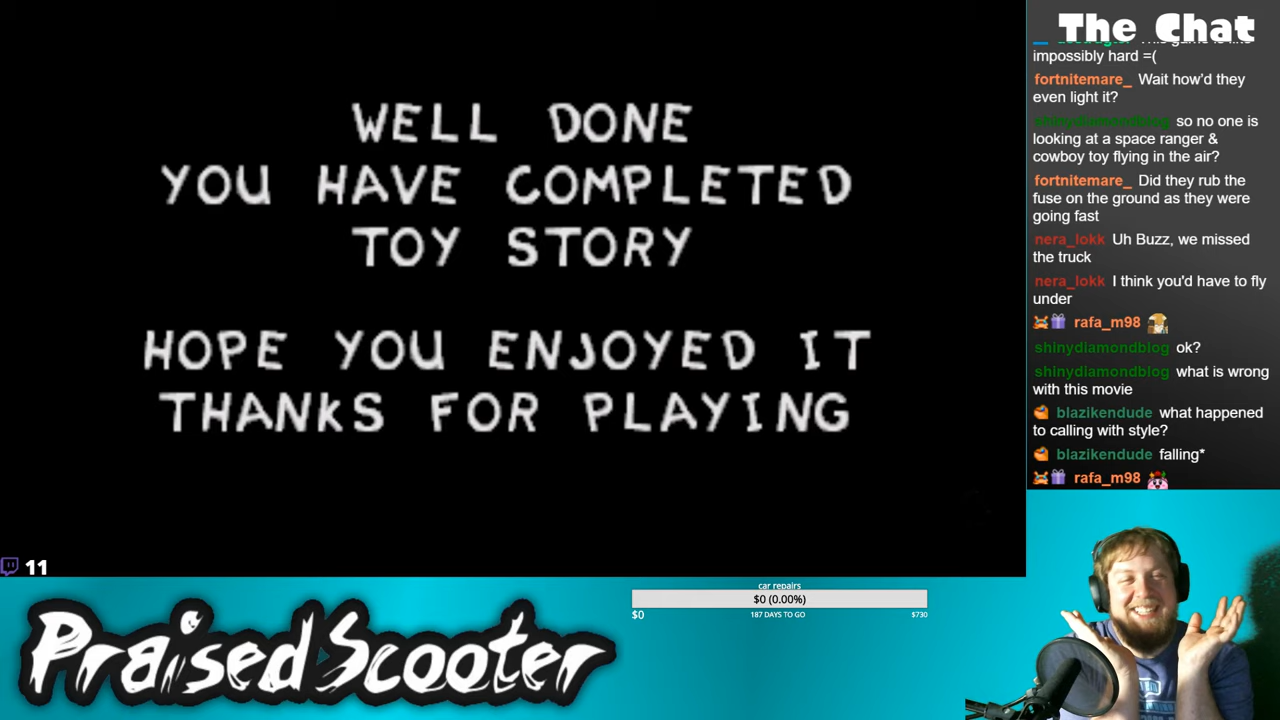 WELL DONE
YOU HAVE COMPLETED
TOY STORY
HOPE YOU ENJOYED IT
THANKS FOR PLAYING
11
The Chat
impossibly hard =(
fortnitemare_ Wait how'd they
even light it?
shinydiamondblog so no one is
looking at a space ranger &
cowboy toy flying in the air?
fortnitemare_ Did they rub the
fuse on the ground as they were
going fast
nera_lokk Uh Buzz, we missed
the truck
nera_lokk I think you'd have to fly
under
rafa_m98
shinydiamondblog ok?
shinydiamondblog what is wrong
with this movie
blazikendude what happened
to calling with style?
blazikendude falling*
rafa_m98
PraisedScooter
car repairs
$0 (0.00%)
$0 187 DAYS TO GO $730